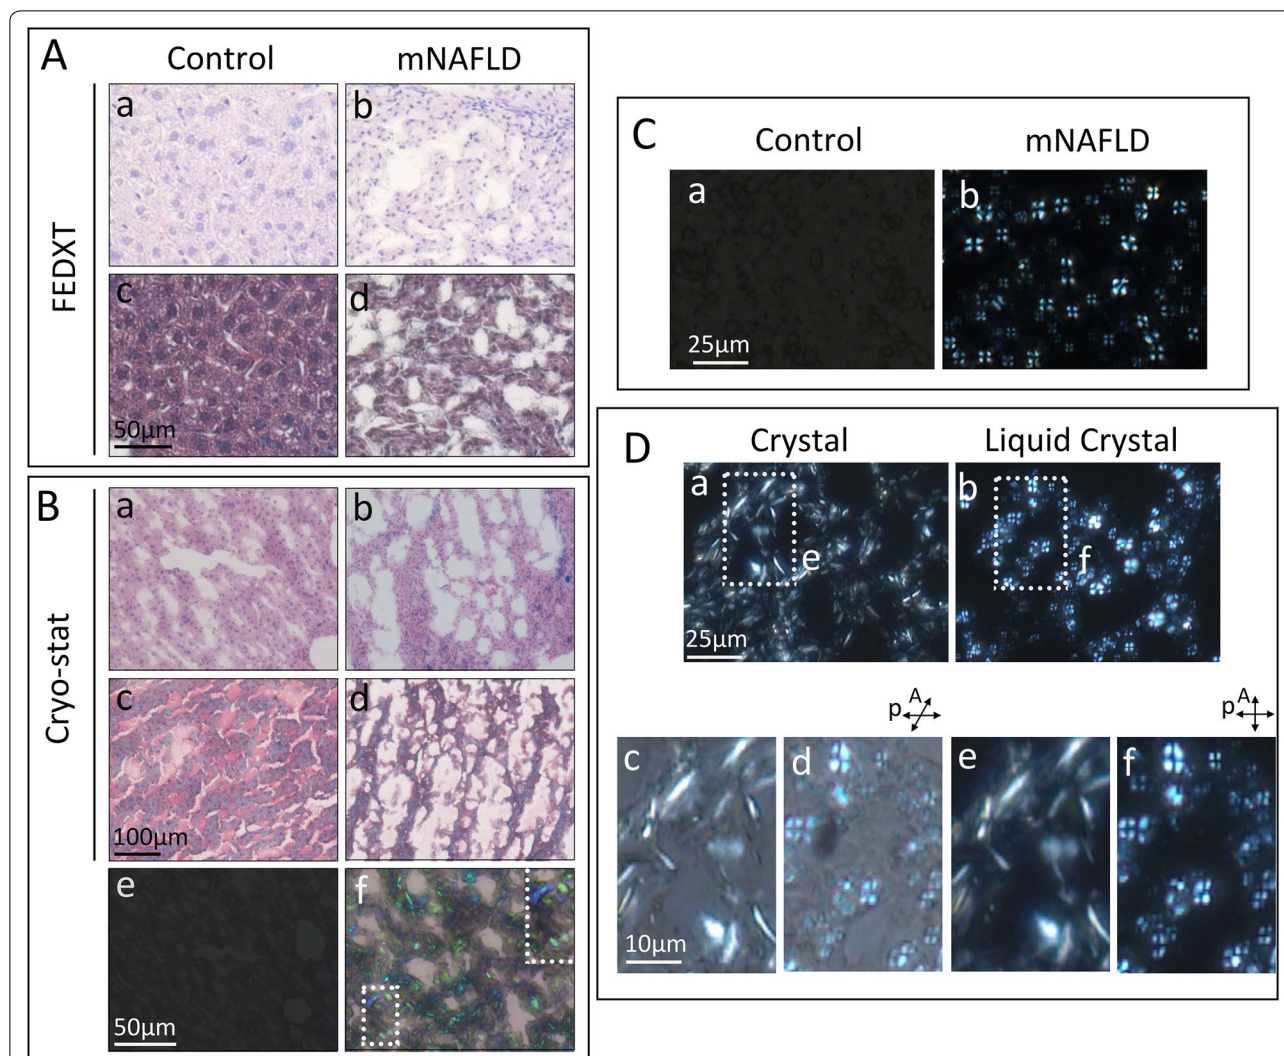 A
Control
mNAFLD
FEDXT
a
b
c
50μm
d
B
Cryo-stat
a
b
c
100μm
d
e
50μm
f
C
Control
mNAFLD
a
25μm
b
D
Crystal
Liquid Crystal
a
e
25μm
b
f
p A
p A
c
10μm
d
e
f